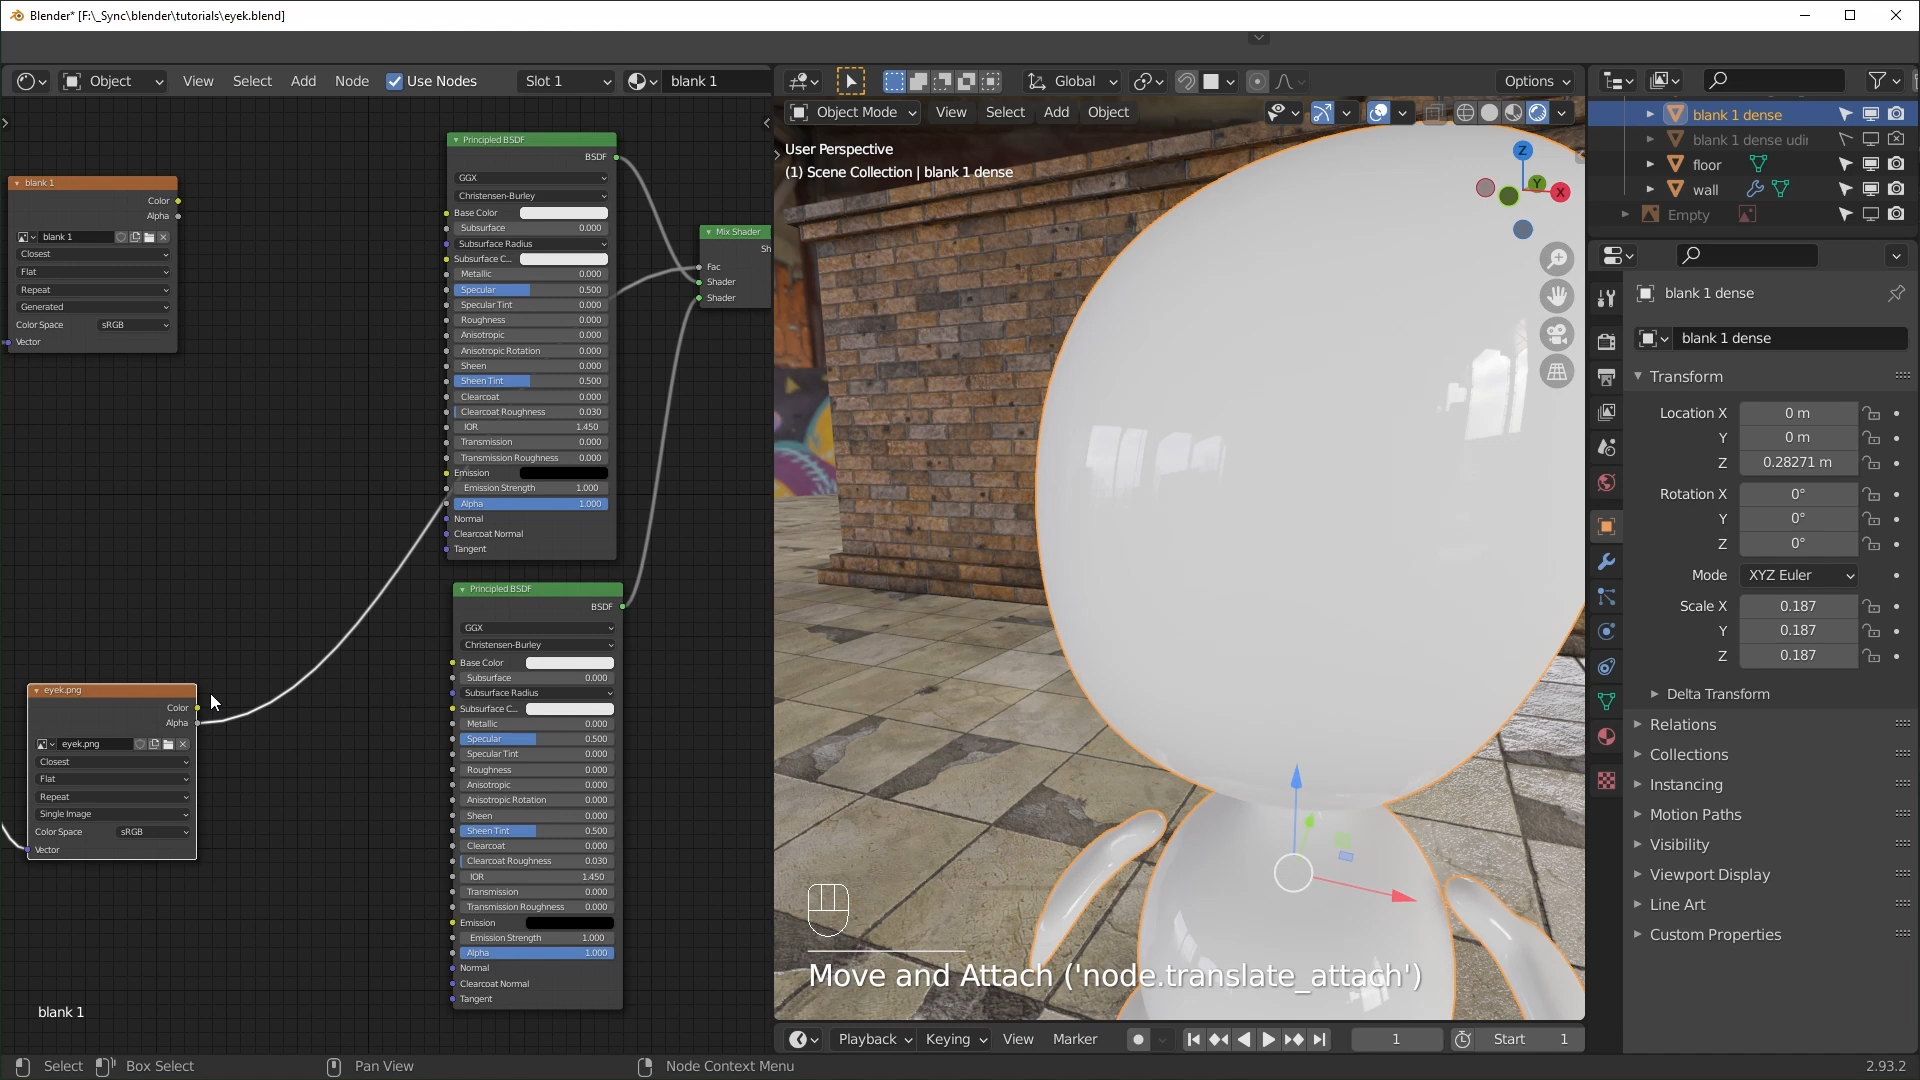 Blender* [F:\_Sync\blender\tutorials\eyek.blend]
Object View Select Add Node Use Nodes Slot 1 blank 1
Global Options
Object Mode View Select Add Object
User Perspective
(1) Scene Collection | blank 1 dense
Z
Y
X
Move and Attach ('node.translate_attach')
blank 1
Color
Alpha
blank 1
Closest
Flat
Repeat
Generated
Color Space sRGB
Vector
Principled BSDF
BSDF
GGX
Christensen-Burley
Base Color
Subsurface 0.000
Subsurface Radius
Subsurface C...
Metallic 0.000
Specular 0.500
Specular Tint 0.000
Roughness 0.000
Anisotropic 0.000
Anisotropic Rotation 0.000
Sheen 0.000
Sheen Tint 0.500
Clearcoat 0.000
Clearcoat Roughness 0.030
IOR 1.450
Transmission 0.000
Transmission Roughness 0.000
Emission
Emission Strength 1.000
Alpha 1.000
Normal
Clearcoat Normal
Tangent
Mix Shader
Sh
Fac
Shader
Shader
eyek.png
Color
Alpha
eyek.png
Closest
Flat
Repeat
Single Image
Color Space sRGB
Vector
Principled BSDF
BSDF
GGX
Christensen-Burley
Base Color
Subsurface 0.000
Subsurface Radius
Subsurface C...
Metallic 0.000
Specular 0.500
Specular Tint 0.000
Roughness 0.000
Anisotropic 0.000
Anisotropic Rotation 0.000
Sheen 0.000
Sheen Tint 0.500
Clearcoat 0.000
Clearcoat Roughness 0.030
IOR 1.450
Transmission 0.000
Transmission Roughness 0.000
Emission
Emission Strength 1.000
Alpha 1.000
Normal
Clearcoat Normal
Tangent
blank 1
blank 1 dense
blank 1 dense udi
floor
wall
Empty
blank 1 dense
blank 1 dense
Transform
Location X 0 m
Y 0 m
Z 0.28271 m
Rotation X 0°
Y 0°
Z 0°
Mode XYZ Euler
Scale X 0.187
Y 0.187
Z 0.187
Delta Transform
Relations
Collections
Instancing
Motion Paths
Visibility
Viewport Display
Line Art
Custom Properties
Playback Keying View Marker 1 Start 1
Select Box Select Pan View Node Context Menu 2.93.2